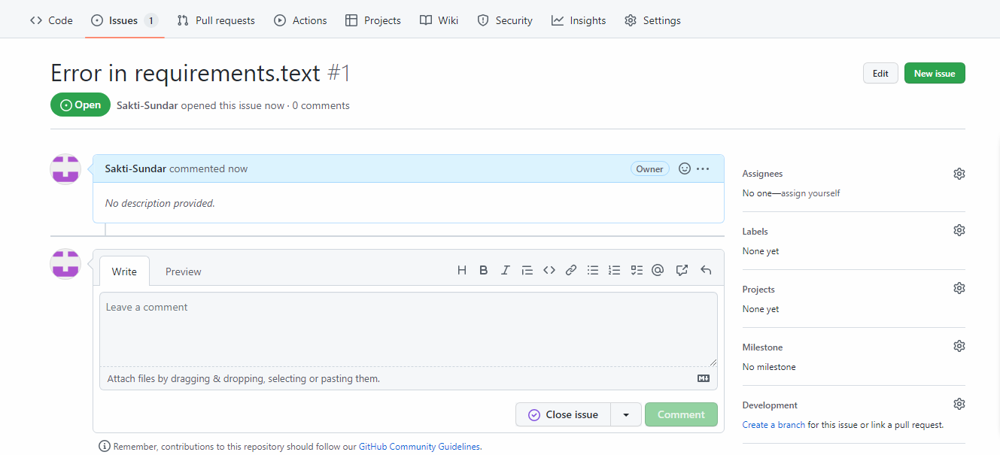 Code Issues 1 Pull requests Actions Projects Wiki Security Insights Settings
Error in requirements.text #1
Edit New issue
Open Sakti-Sundar opened this issue now · 0 comments
Sakti-Sundar commented now Owner
No description provided.
Write Preview
Leave a comment
Attach files by dragging & dropping, selecting or pasting them.
Close issue Comment
Remember, contributions to this repository should follow our GitHub Community Guidelines.
Assignees
No one—assign yourself
Labels
None yet
Projects
None yet
Milestone
No milestone
Development
Create a branch for this issue or link a pull request.